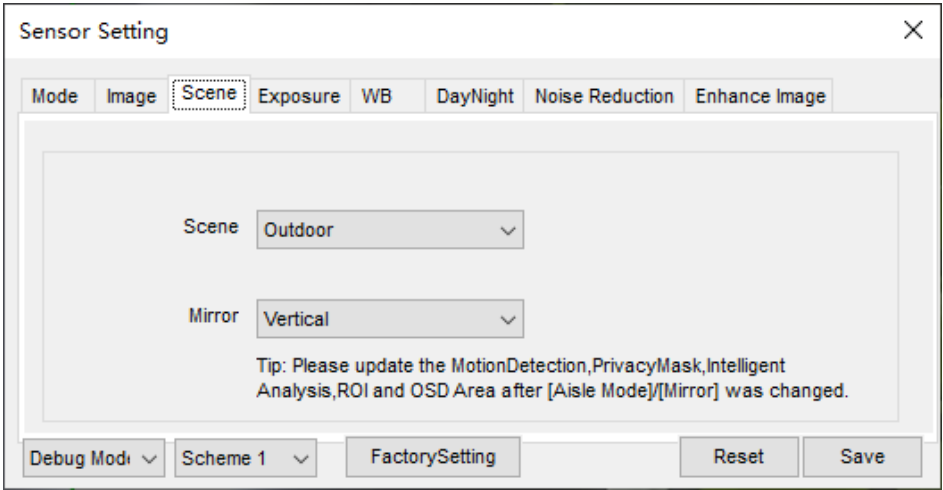 Sensor Setting
Mode Image Scene Exposure WB DayNight Noise Reduction Enhance Image
Scene Outdoor
Mirror Vertical
Tip: Please update the MotionDetection,PrivacyMask,Intelligent
Analysis,ROI and OSD Area after [Aisle Mode]/[Mirror] was changed.
Debug Mod Scheme 1 FactorySetting Reset Save